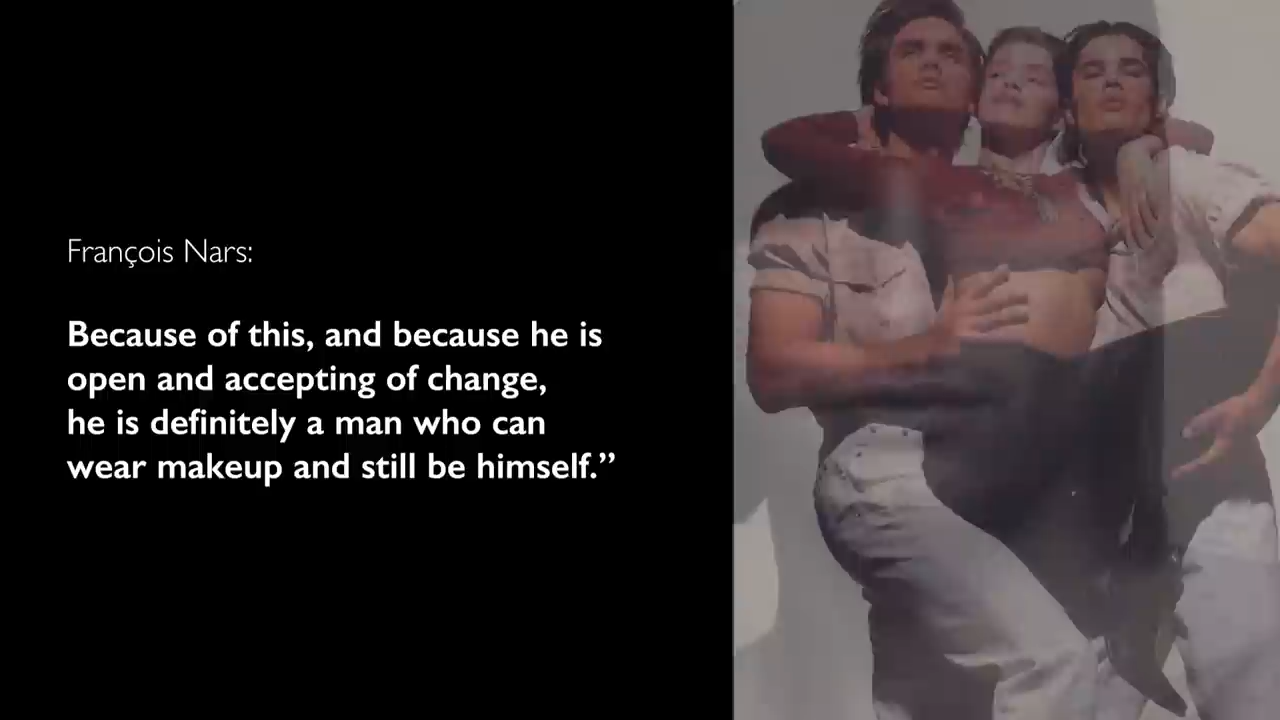 François Nars:
Because of this, and because he is
open and accepting of change,
he is definitely a man who can
wear makeup and still be himself.”